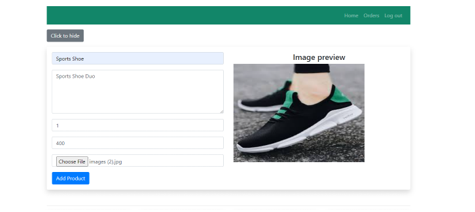 Home Orders Log out
Click to hide
Sports Shoe
Image preview
Sports Shoe Duo
1
400
Choose File images (2).jpg
Add Product